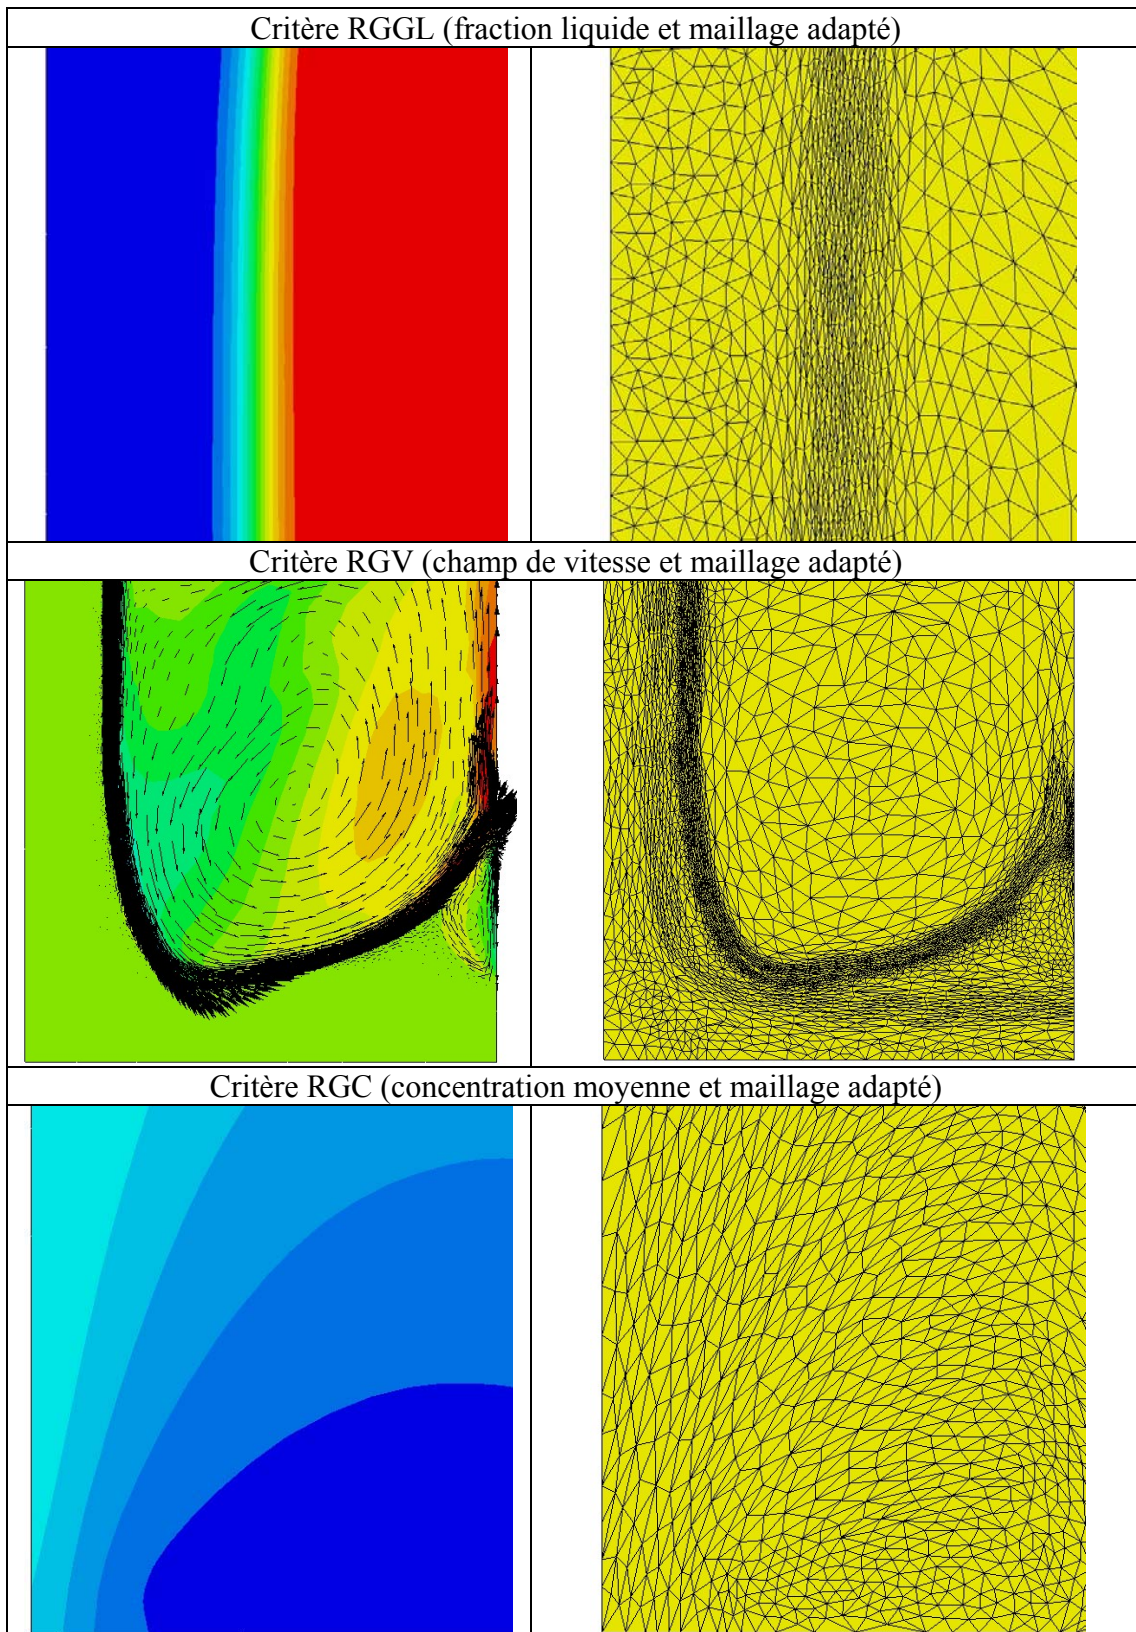 Critère RGGL (fraction liquide et maillage adapté)
Critère RGV (champ de vitesse et maillage adapté)
Critère RGC (concentration moyenne et maillage adapté)